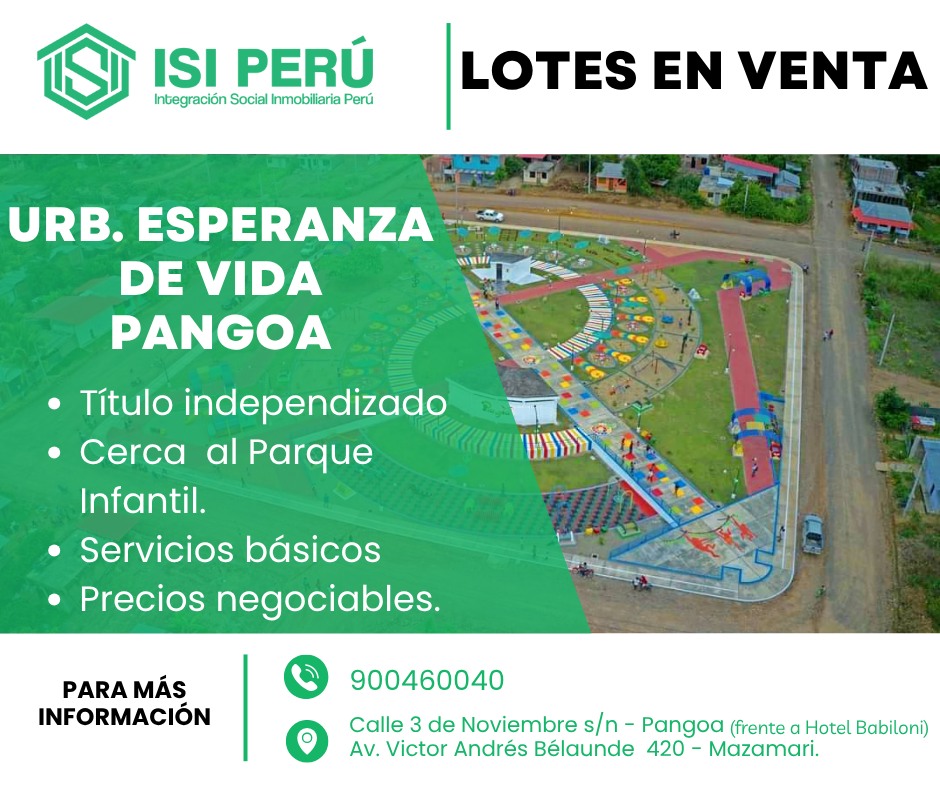 ISI PERÚ
Integración Social Inmobiliaria Perú
LOTES EN VENTA
URB. ESPERANZA
DE VIDA
PANGOA
• Título independizado
• Cerca al Parque
Infantil.
• Servicios básicos
• Precios negociables.
PARA MÁS
INFORMACIÓN
900460040
Calle 3 de Noviembre s/n - Pangoa (frente a Hotel Babiloni)
Av. Victor Andrés Bélaunde 420 - Mazamari.